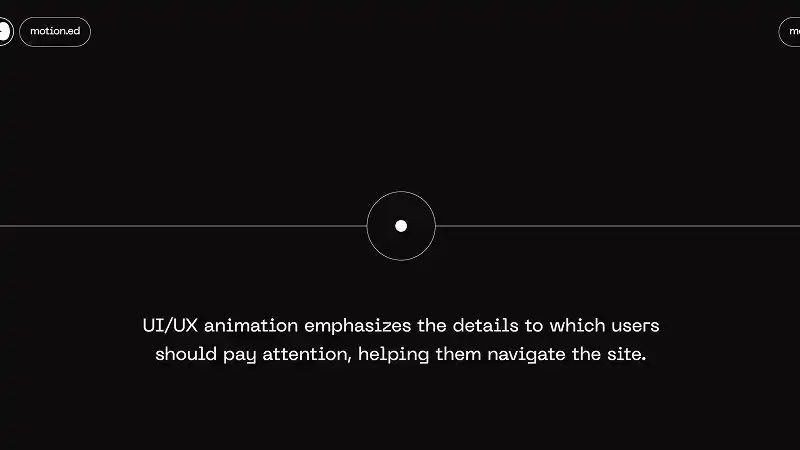 motion.ed
UI/UX animation emphasizes the details to which users
should pay attention, helping them navigate the site.